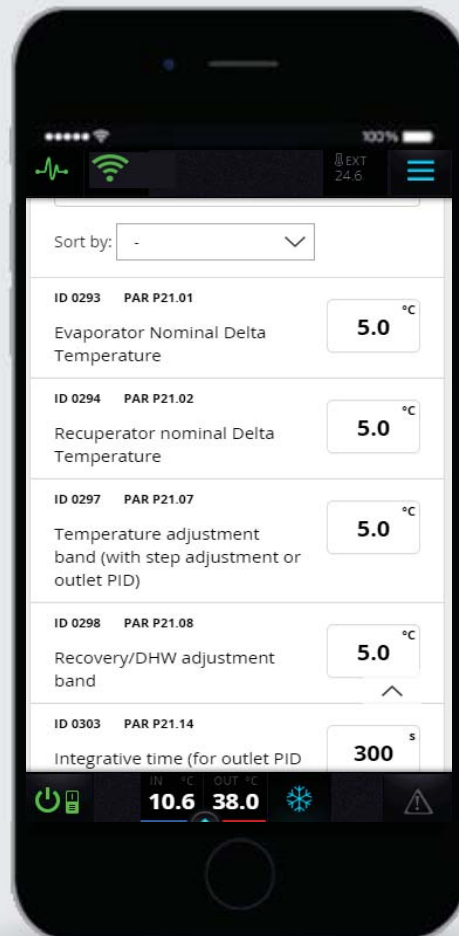 100%
EXT
24.6
Sort by: -
ID 0293 PAR P21.01
°C
5.0
Evaporator Nominal Delta
Temperature
ID 0294 PAR P21.02
°C
5.0
Recuperator nominal Delta
Temperature
ID 0297 PAR P21.07
°C
5.0
Temperature adjustment
band (with step adjustment or
outlet PID)
ID 0298 PAR P21.08
°C
5.0
Recovery/DHW adjustment
band
ID 0303 PAR P21.14
s
300
Integrative time (for outlet PID
IN °C OUT °C
10.6 38.0